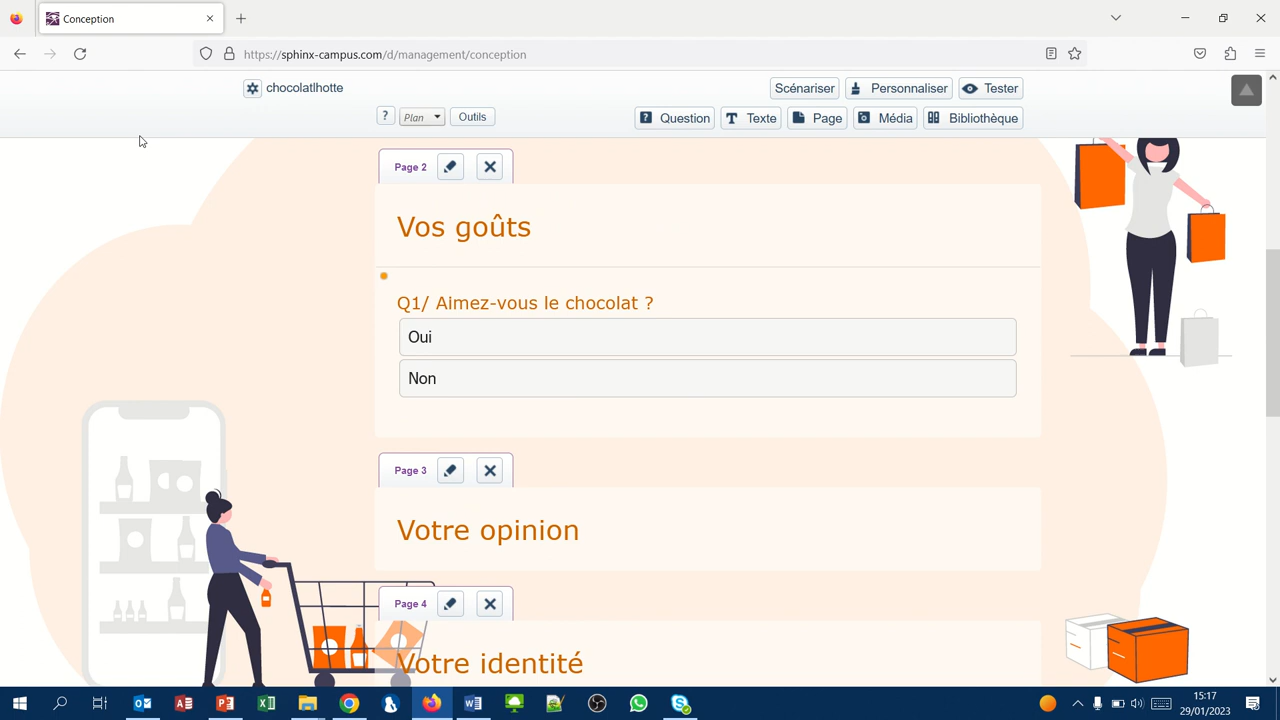 Conception
https://sphinx-campus.com/d/management/conception
chocolatlhotte
Scénariser
Personnaliser
Tester
?
Plan
Outils
? Question
T Texte
Page
Média
Bibliothèque
Page 2
Vos goûts
Q1/ Aimez-vous le chocolat ?
Oui
Non
Page 3
Votre opinion
Page 4
Votre identité
15:17
29/01/2023